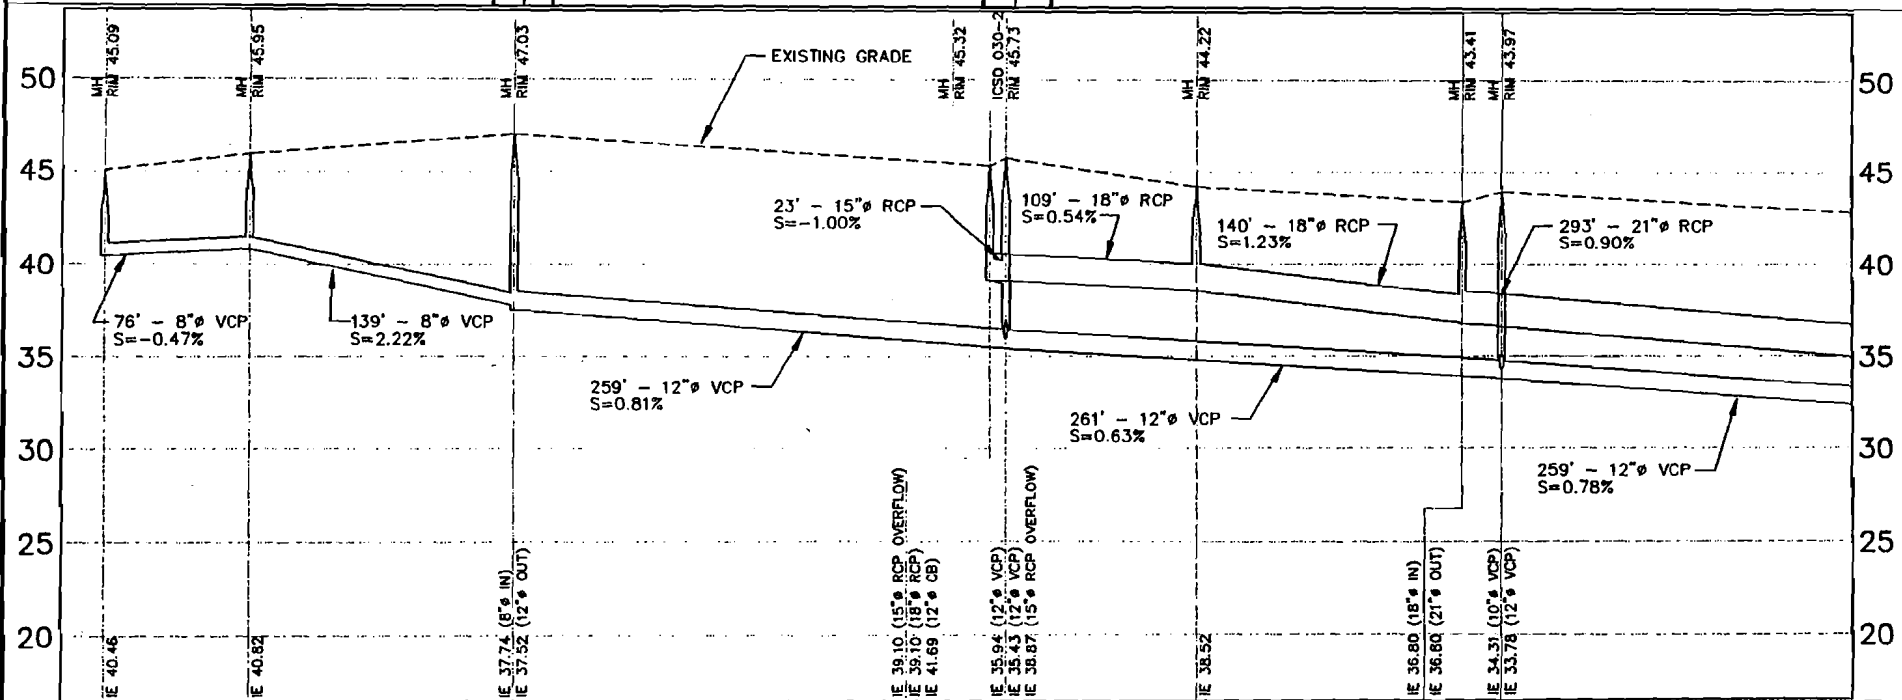 MH
RIM 45.09
MH
RIM 45.95
MH
RIM 47.03
MH
RIM 45.32
ICSO 030-2
RIM 45.73
MH
RIM 44.22
MH
RIM 43.41
MH
RIM 43.97
EXISTING GRADE
50
50
45
45
40
40
35
35
30
30
25
25
20
20
23' - 15"ø RCP
S=-1.00%
109' - 18"ø RCP
S=0.54%
140' - 18"ø RCP
S=1.23%
293' - 21"ø RCP
S=0.90%
76' - 8"ø VCP
S=-0.47%
139' - 8"ø VCP
S=2.22%
259' - 12"ø VCP
S=0.81%
261' - 12"ø VCP
S=0.63%
259' - 12"ø VCP
S=0.78%
IE 40.46
IE 40.82
IE 37.74 (8"ø IN)
IE 37.52 (12"ø OUT)
IE 39.10 (15"ø RCP OVERFLOW)
IE 39.10 (18"ø RCP)
IE 41.69 (12"ø CB)
IE 35.94 (12"ø VCP)
IE 35.43 (12"ø VCP)
IE 38.87 (15"ø RCP OVERFLOW)
IE 38.52
IE 36.80 (18"ø IN)
IE 36.80 (21"ø OUT)
IE 34.31 (10"ø VCP)
IE 33.78 (12"ø VCP)